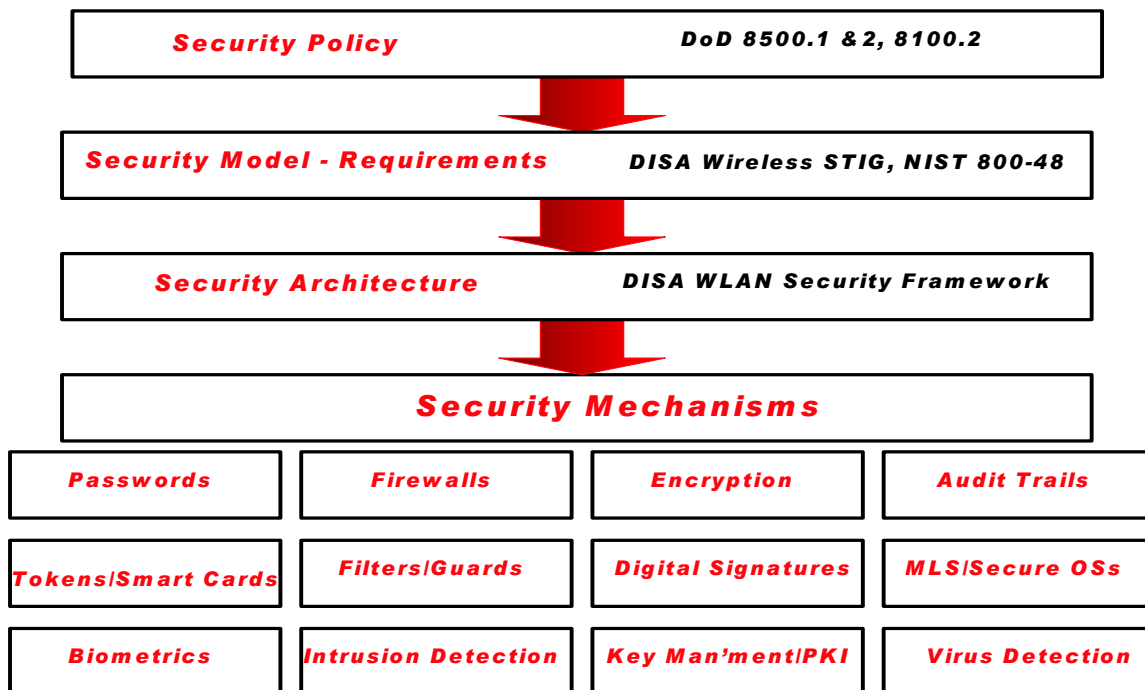 Security Policy DoD 8500.1 &2, 8100.2
Security Model - Requirements DISA Wireless STIG, NIST 800-48
Security Architecture DISA WLAN Security Framework
Security Mechanisms
Passwords Firewalls Encryption Audit Trails
Tokens/Smart Cards Filters/Guards Digital Signatures MLS/Secure OSs
Biometrics Intrusion Detection Key Man’ment/PKI Virus Detection